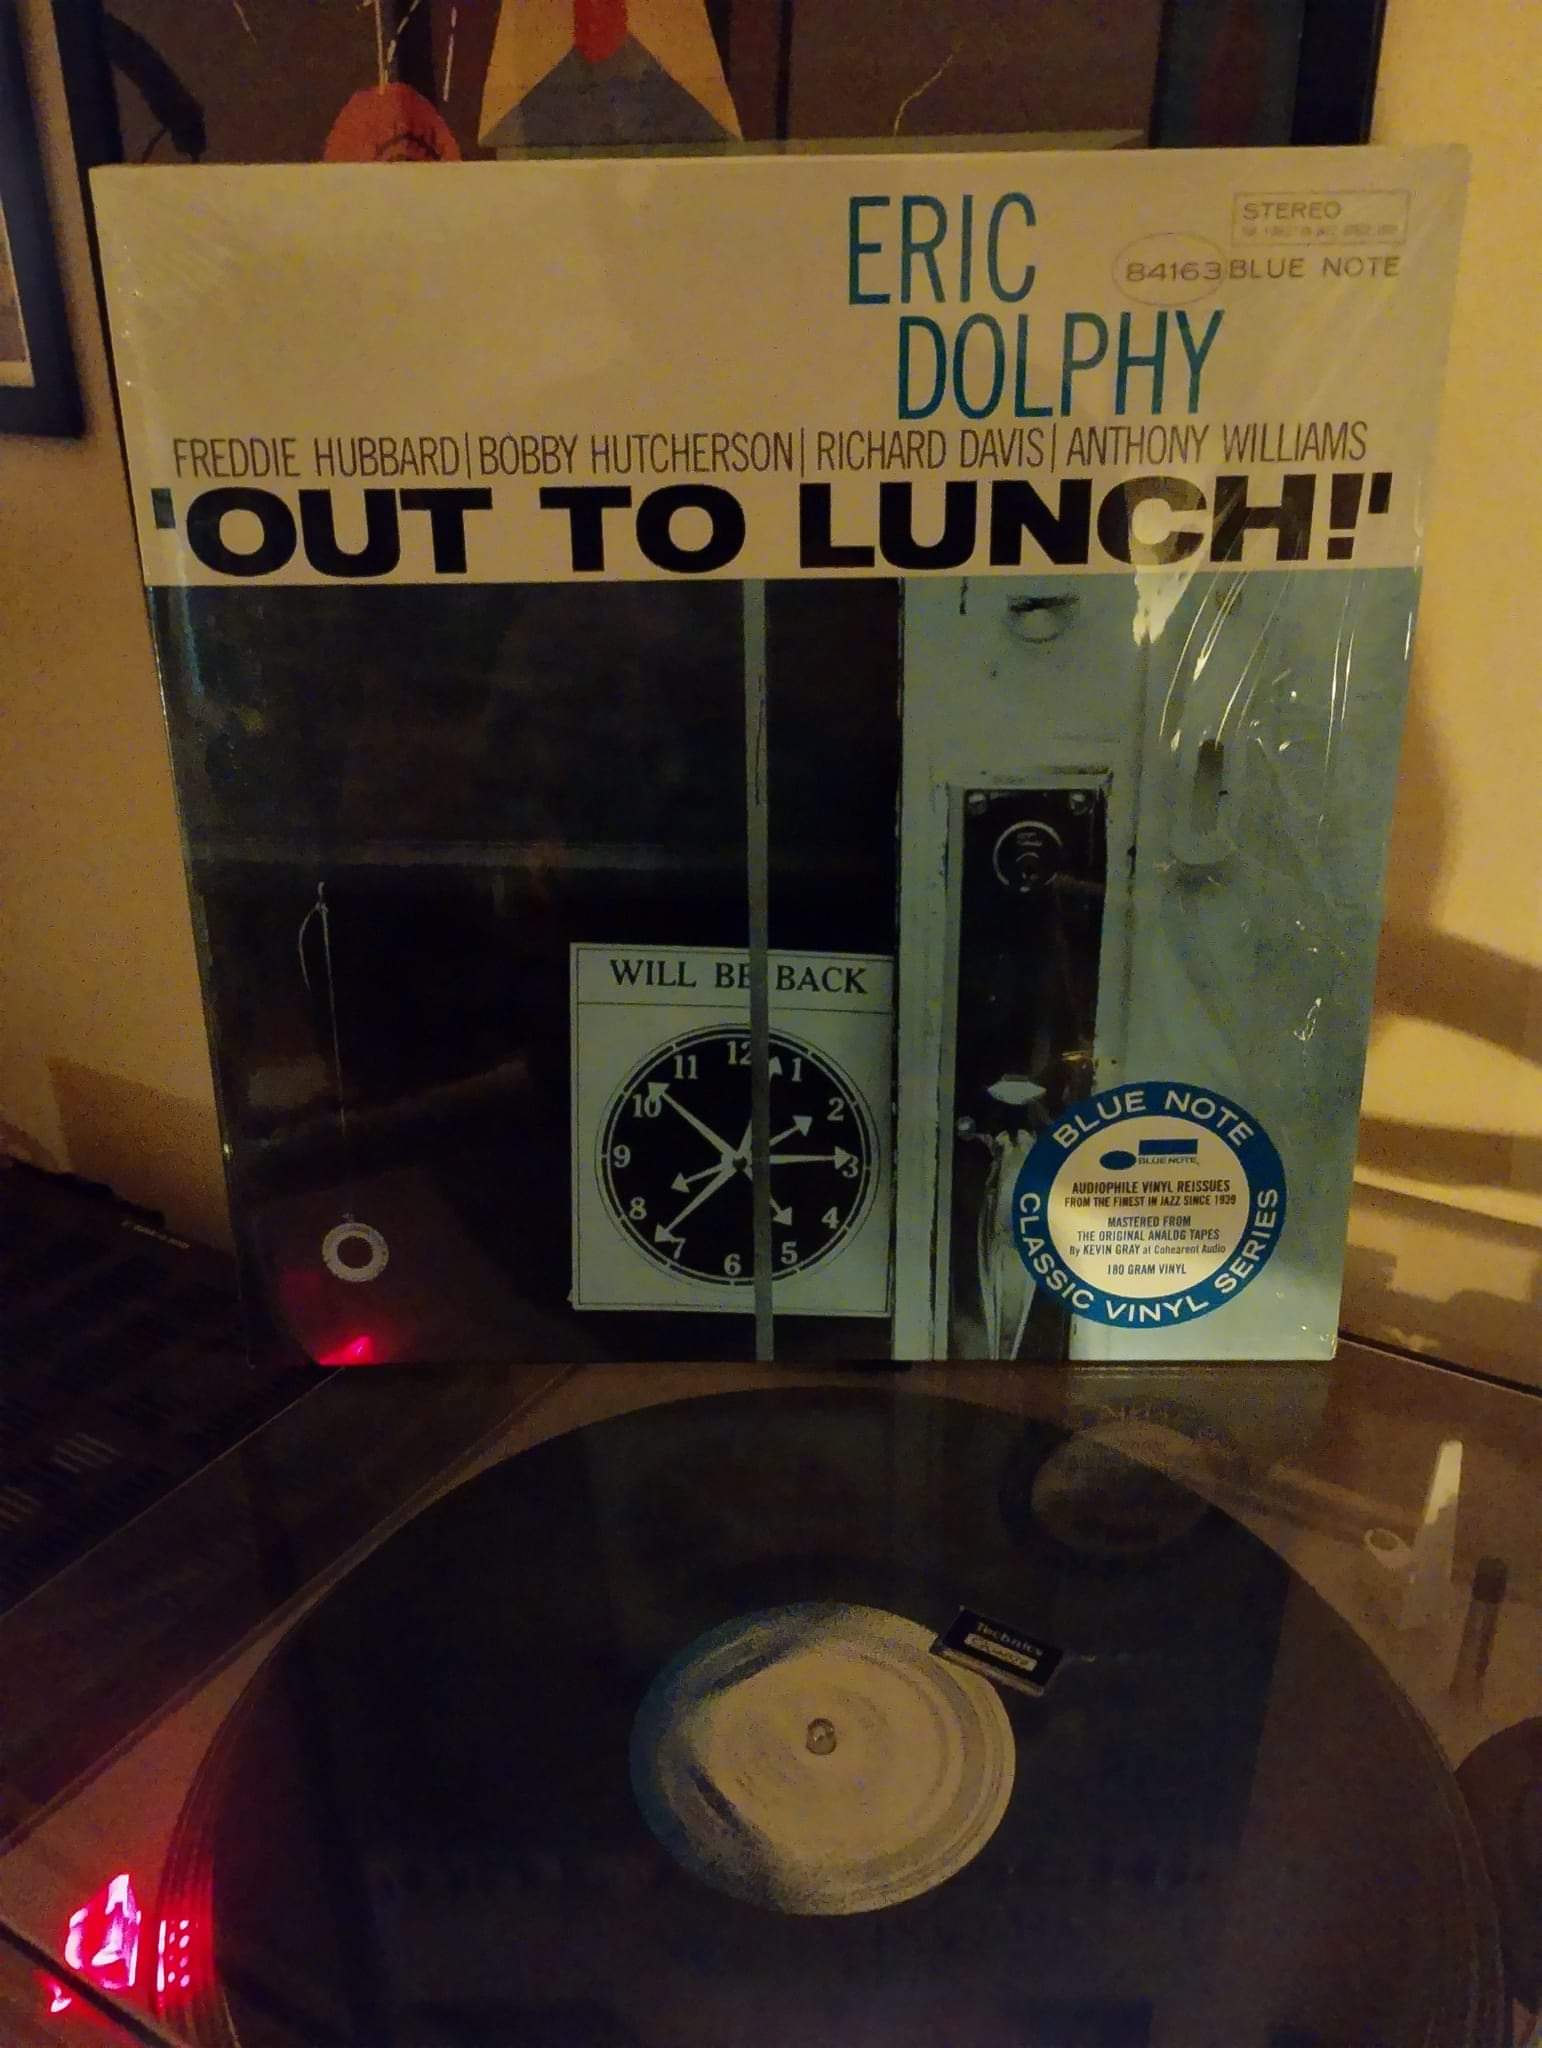 ERIC
DOLPHY
STEREO
84163 BLUE NOTE
FREDDIE HUBBARD|BOBBY HUTCHERSON|RICHARD DAVIS|ANTHONY WILLIAMS
'OUT TO LUNCH!'
WILL BE BACK
12
1
2
3
4
5
6
7
8
9
10
11
BLUE NOTE
BLUE NOTE
AUDIOPHILE VINYL REISSUES
FROM THE FINEST IN JAZZ SINCE 1939
MASTERED FROM
THE ORIGINAL ANALOG TAPES
By KEVIN GRAY at Cohearent Audio
180 GRAM VINYL
CLASSIC VINYL SERIES
Technics